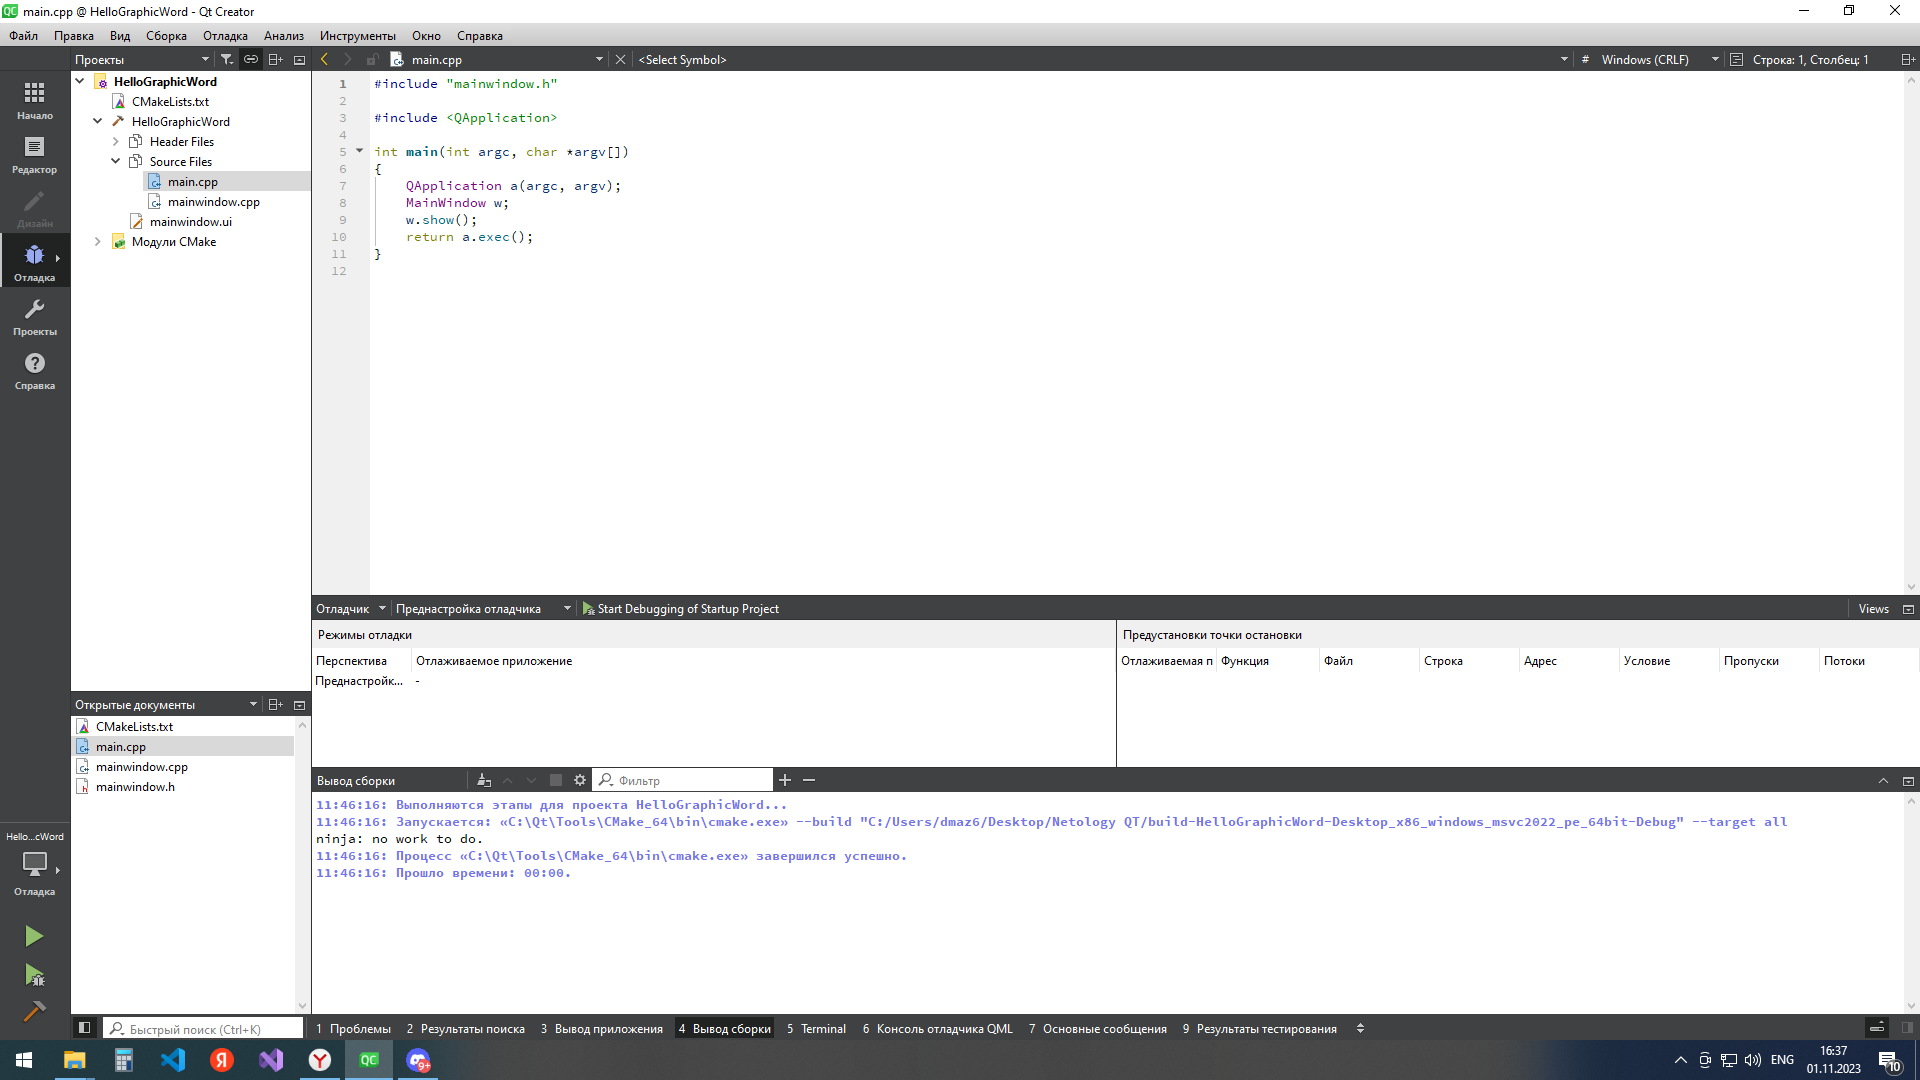 main.cpp @ HelloGraphicWord - Qt Creator
Файл Правка Вид Сборка Отладка Анализ Инструменты Окно Справка
Проекты
main.cpp
<Select Symbol>
# Windows (CRLF)
Строка: 1, Столбец: 1
Начало
Редактор
Дизайн
Отладка
Проекты
Справка
HelloGraphicWord
CMakeLists.txt
HelloGraphicWord
Header Files
Source Files
main.cpp
mainwindow.cpp
mainwindow.ui
Модули CMake
1 #include "mainwindow.h"
2
3 #include <QApplication>
4
5 int main(int argc, char *argv[])
6 {
7 QApplication a(argc, argv);
8 MainWindow w;
9 w.show();
10 return a.exec();
11 }
12
Отладчик Преднастройка отладчика Start Debugging of Startup Project Views
Режимы отладки
Перспектива Отлаживаемое приложение
Преднастройк... -
Предустановки точки остановки
Отлаживаемая п Функция Файл Строка Адрес Условие Пропуски Потоки
Открытые документы
CMakeLists.txt
main.cpp
mainwindow.cpp
mainwindow.h
Вывод сборки Фильтр
11:46:16: Выполняются этапы для проекта HelloGraphicWord...
11:46:16: Запускается: «C:\Qt\Tools\CMake_64\bin\cmake.exe» --build "C:/Users/dmaz6/Desktop/Netology QT/build-HelloGraphicWord-Desktop_x86_windows_msvc2022_pe_64bit-Debug" --target all
ninja: no work to do.
11:46:16: Процесс «C:\Qt\Tools\CMake_64\bin\cmake.exe» завершился успешно.
11:46:16: Прошло времени: 00:00.
Hello...cWord
Отладка
Быстрый поиск (Ctrl+K)
1 Проблемы 2 Результаты поиска 3 Вывод приложения 4 Вывод сборки 5 Terminal 6 Консоль отладчика QML 7 Основные сообщения 9 Результаты тестирования
Я
Y
QC
9+
ENG
16:37
01.11.2023
10